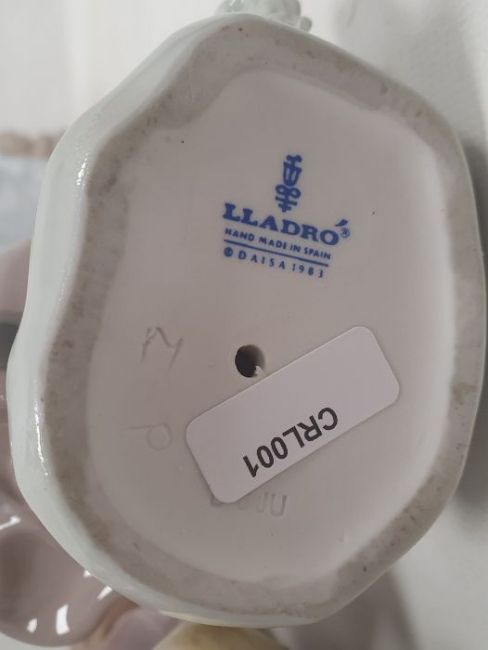 LLADRÓ®
HAND MADE IN SPAIN
© DAISA 1983
M
P
CRL001